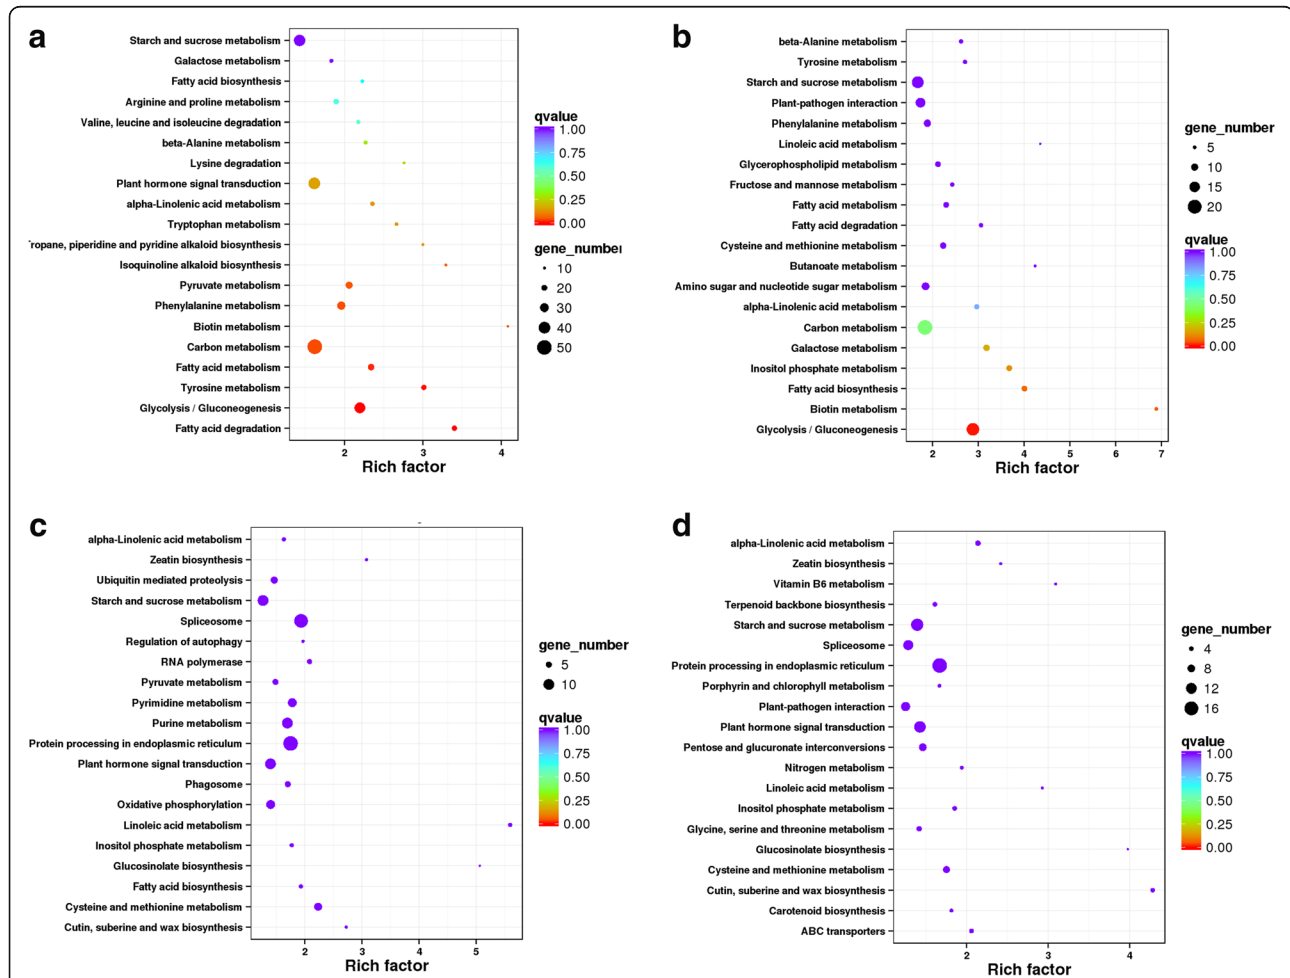 a
Starch and sucrose metabolism
Galactose metabolism
Fatty acid biosynthesis
Arginine and proline metabolism
Valine, leucine and isoleucine degradation
beta-Alanine metabolism
Lysine degradation
Plant hormone signal transduction
alpha-Linolenic acid metabolism
Tryptophan metabolism
ropane, piperidine and pyridine alkaloid biosynthesis
Isoquinoline alkaloid biosynthesis
Pyruvate metabolism
Phenylalanine metabolism
Biotin metabolism
Carbon metabolism
Fatty acid metabolism
Tyrosine metabolism
Glycolysis / Gluconeogenesis
Fatty acid degradation
2 3 4
Rich factor
qvalue
1.00
0.75
0.50
0.25
0.00
gene_number
10
20
30
40
50
b
beta-Alanine metabolism
Tyrosine metabolism
Starch and sucrose metabolism
Plant-pathogen interaction
Phenylalanine metabolism
Linoleic acid metabolism
Glycerophospholipid metabolism
Fructose and mannose metabolism
Fatty acid metabolism
Fatty acid degradation
Cysteine and methionine metabolism
Butanoate metabolism
Amino sugar and nucleotide sugar metabolism
alpha-Linolenic acid metabolism
Carbon metabolism
Galactose metabolism
Inositol phosphate metabolism
Fatty acid biosynthesis
Biotin metabolism
Glycolysis / Gluconeogenesis
2 3 4 5 6 7
Rich factor
gene_number
5
10
15
20
qvalue
1.00
0.75
0.50
0.25
0.00
c
alpha-Linolenic acid metabolism
Zeatin biosynthesis
Ubiquitin mediated proteolysis
Starch and sucrose metabolism
Spliceosome
Regulation of autophagy
RNA polymerase
Pyruvate metabolism
Pyrimidine metabolism
Purine metabolism
Protein processing in endoplasmic reticulum
Plant hormone signal transduction
Phagosome
Oxidative phosphorylation
Linoleic acid metabolism
Inositol phosphate metabolism
Glucosinolate biosynthesis
Fatty acid biosynthesis
Cysteine and methionine metabolism
Cutin, suberine and wax biosynthesis
2 3 4 5
Rich factor
gene_number
5
10
qvalue
1.00
0.75
0.50
0.25
0.00
d
alpha-Linolenic acid metabolism
Zeatin biosynthesis
Vitamin B6 metabolism
Terpenoid backbone biosynthesis
Starch and sucrose metabolism
Spliceosome
Protein processing in endoplasmic reticulum
Porphyrin and chlorophyll metabolism
Plant-pathogen interaction
Plant hormone signal transduction
Pentose and glucuronate interconversions
Nitrogen metabolism
Linoleic acid metabolism
Inositol phosphate metabolism
Glycine, serine and threonine metabolism
Glucosinolate biosynthesis
Cysteine and methionine metabolism
Cutin, suberine and wax biosynthesis
Carotenoid biosynthesis
ABC transporters
2 3 4
Rich factor
gene_number
4
8
12
16
qvalue
1.00
0.75
0.50
0.25
0.00